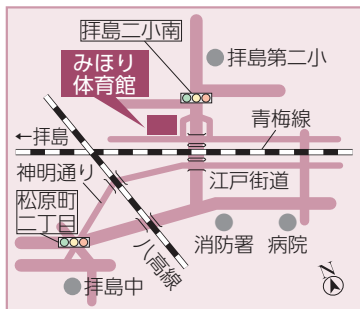 拝島二小南
拝島第二小
みほり
体育館
青梅線
←拝島
神明通り
江戸街道
松原町
二丁目
八高線
消防署
病院
拝島中
N